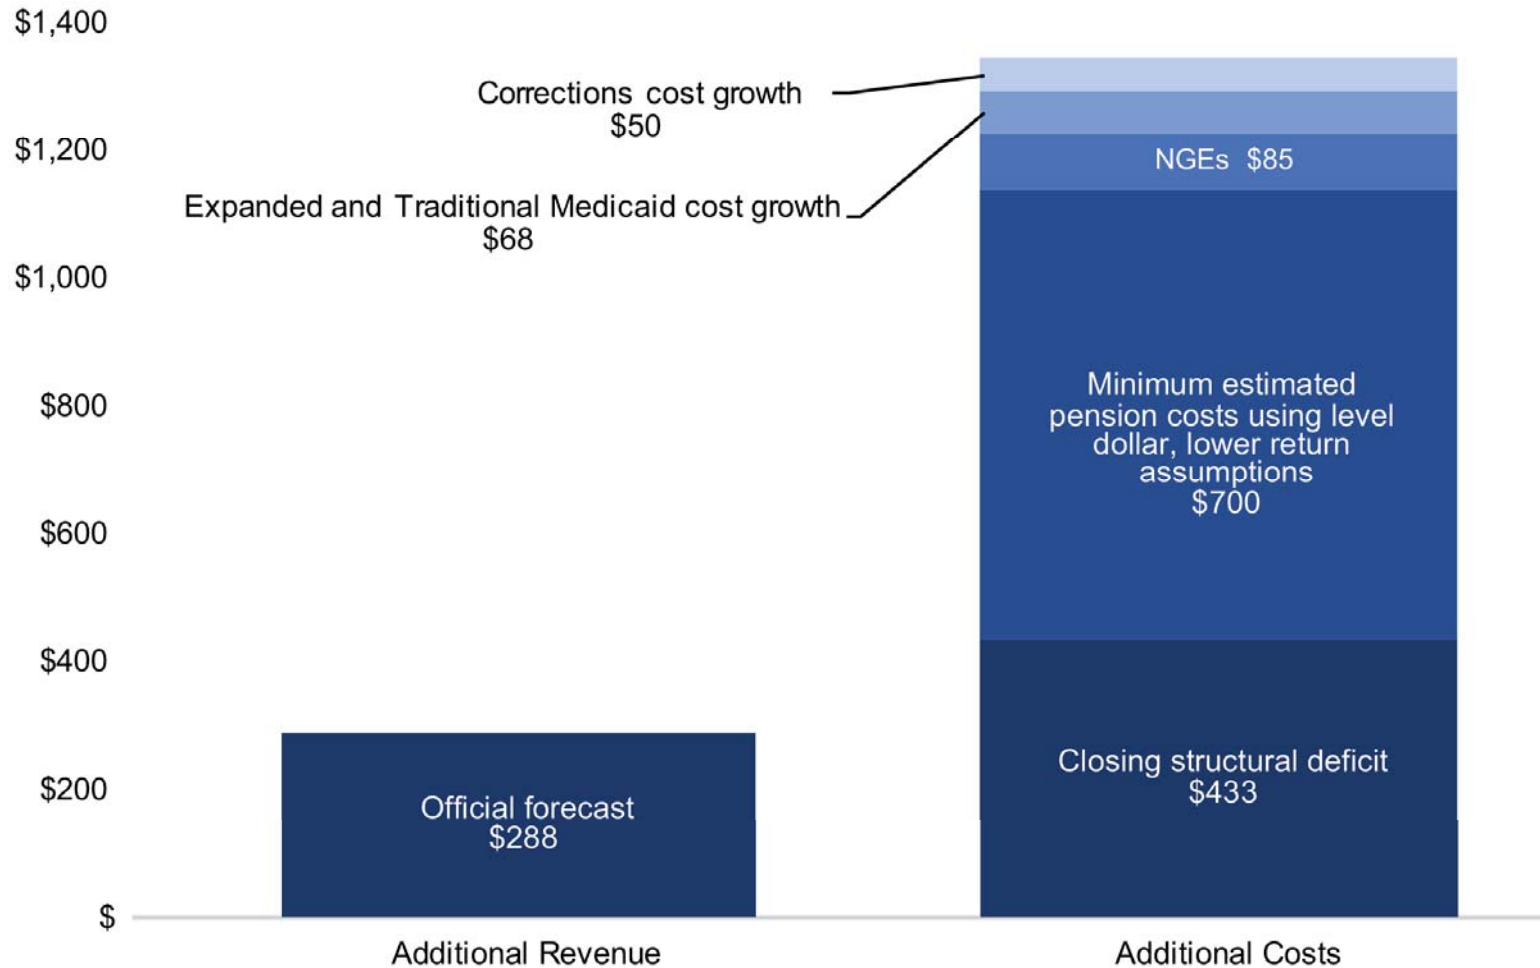 $1,400
$1,200
$1,000
$800
$600
$400
$200
$
Corrections cost growth
$50
Expanded and Traditional Medicaid cost growth
$68
NGEs $85
Minimum estimated
pension costs using level
dollar, lower return
assumptions
$700
Closing structural deficit
$433
Official forecast
$288
Additional Revenue
Additional Costs